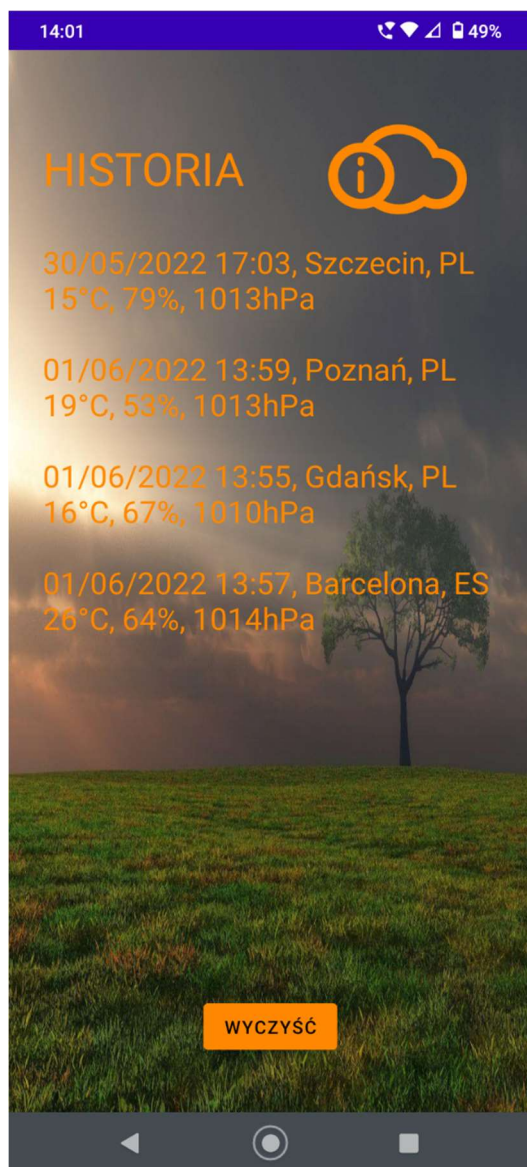 14:01 49%
HISTORIA
30/05/2022 17:03, Szczecin, PL
15°C, 79%, 1013hPa
01/06/2022 13:59, Poznań, PL
19°C, 53%, 1013hPa
01/06/2022 13:55, Gdańsk, PL
16°C, 67%, 1010hPa
01/06/2022 13:57, Barcelona, ES
26°C, 64%, 1014hPa
WYCZYŚĆ